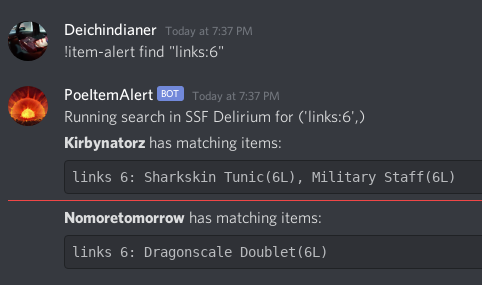 Deichindianer Today at 7:37 PM
!item-alert find "links:6"
PoeItemAlert BOT Today at 7:37 PM
Running search in SSF Delirium for ('links:6',)
Kirbynatorz has matching items:
links 6: Sharkskin Tunic(6L), Military Staff(6L)
Nomoretomorrow has matching items:
links 6: Dragonscale Doublet(6L)